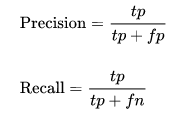 Precision = tp / tp + fp
Recall = tp / tp + fn